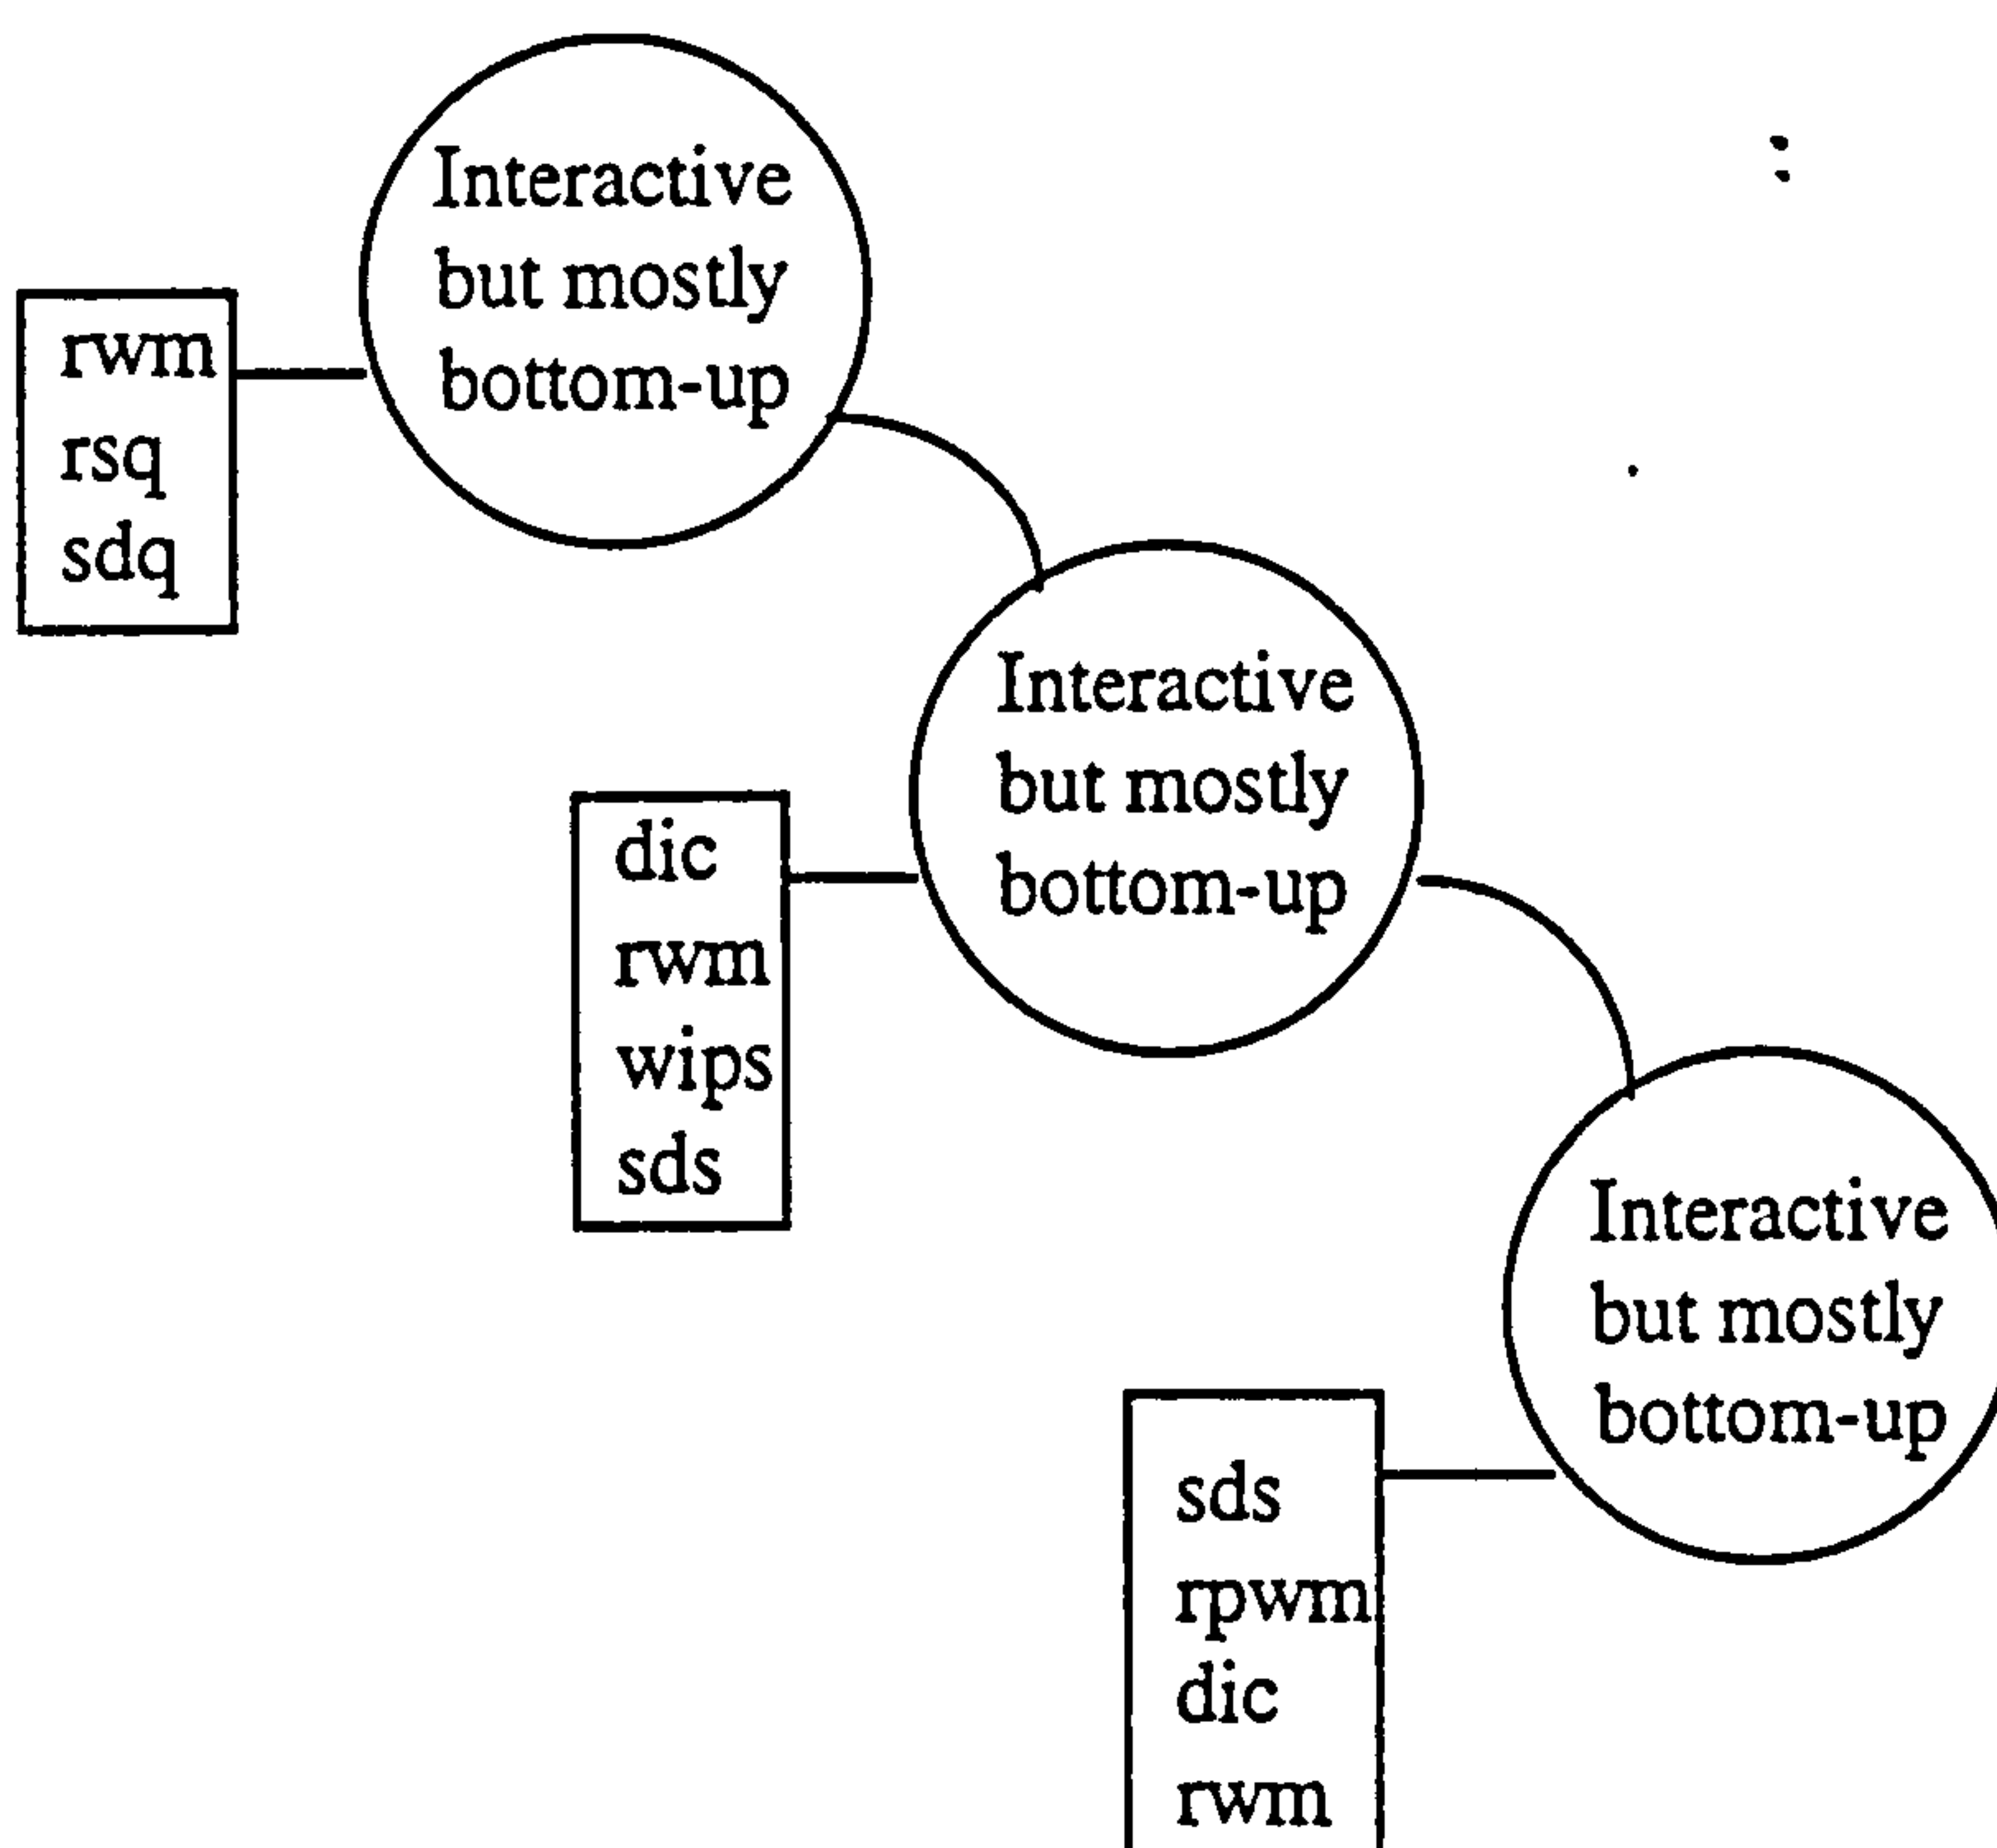 Interactive
but mostly
bottom-up
rwm
rsq
sdq
Interactive
but mostly
bottom-up
dic
rwm
wips
sds
Interactive
but mostly
bottom-up
sds
rpwm
dic
rwm